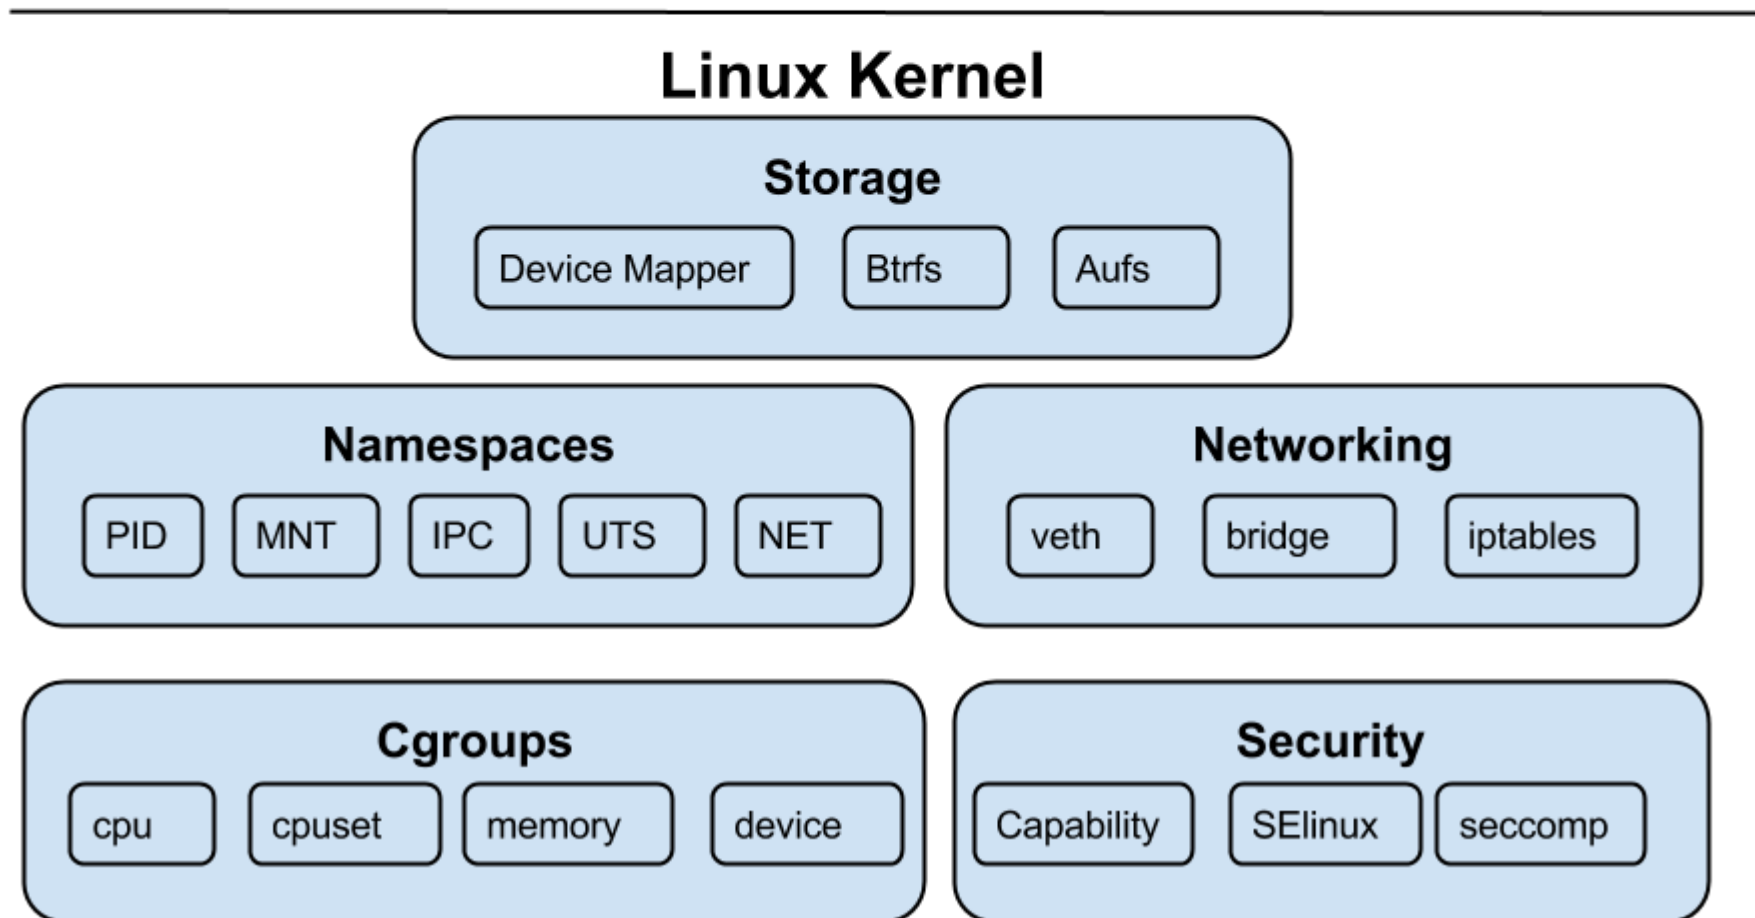 Linux Kernel
Storage
Device Mapper Btrfs Aufs
Namespaces
PID MNT IPC UTS NET
Networking
veth bridge iptables
Cgroups
cpu cpuset memory device
Security
Capability SElinux seccomp